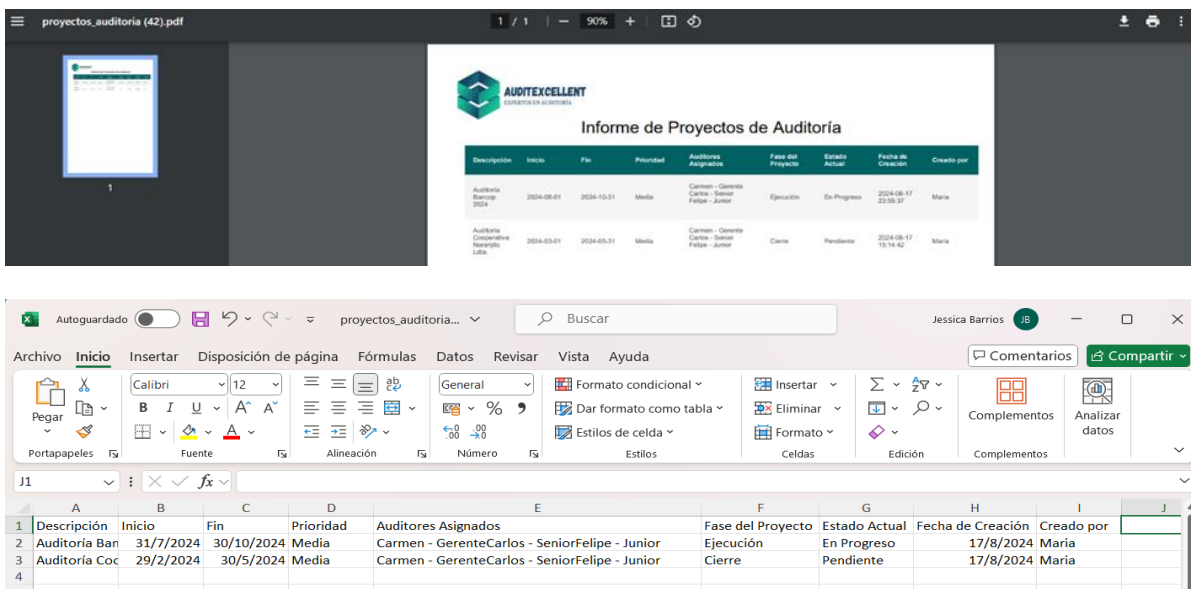 proyectos_auditoria (42).pdf
1 / 1 | − 90% +
1
AUDITEXCELLENT
EXPERTOS EN AUDITORÍA
Informe de Proyectos de Auditoría
Descripción Inicio Fin Prioridad Auditores Asignados Fase del Proyecto Estado Actual Fecha de Creación Creado por
Auditoría Bancop 2024 2024-08-01 2024-10-31 Media Carmen - Gerente Carlos - Senior Felipe - Junior Ejecución En Progreso 2024-08-17 23:55:37 Maria
Auditoría Cooperativa Naranjito Ltda. 2024-03-01 2024-05-31 Media Carmen - Gerente Carlos - Senior Felipe - Junior Cierre Pendiente 2024-08-17 15:14:42 Maria
Autoguardado proyectos_auditoria... Buscar Jessica Barrios JB
Archivo Inicio Insertar Disposición de página Fórmulas Datos Revisar Vista Ayuda Comentarios Compartir
Pegar Calibri 12 General Formato condicional Insertar Complementos Analizar datos
N K S A A ab % Dar formato como tabla Eliminar
A Estilos de celda Formato
Portapapeles Fuente Alineación Número Estilos Celdas Edición Complementos
J1 fx
A B C D E F G H I J
1 Descripción Inicio Fin Prioridad Auditores Asignados Fase del Proyecto Estado Actual Fecha de Creación Creado por
2 Auditoría Ban 31/7/2024 30/10/2024 Media Carmen - GerenteCarlos - SeniorFelipe - Junior Ejecución En Progreso 17/8/2024 Maria
3 Auditoría Coc 29/2/2024 30/5/2024 Media Carmen - GerenteCarlos - SeniorFelipe - Junior Cierre Pendiente 17/8/2024 Maria
4